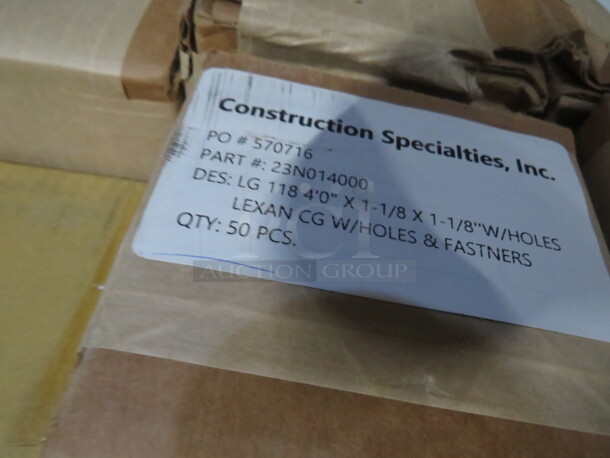 Construction Specialties, Inc.
PO # 570716
PART #: 23N014000
DES: LG 118 4'0" X 1-1/8 X 1-1/8"W/HOLES
LEXAN CG W/HOLES & FASTNERS
QTY: 50 PCS.
AUCTION GROUP